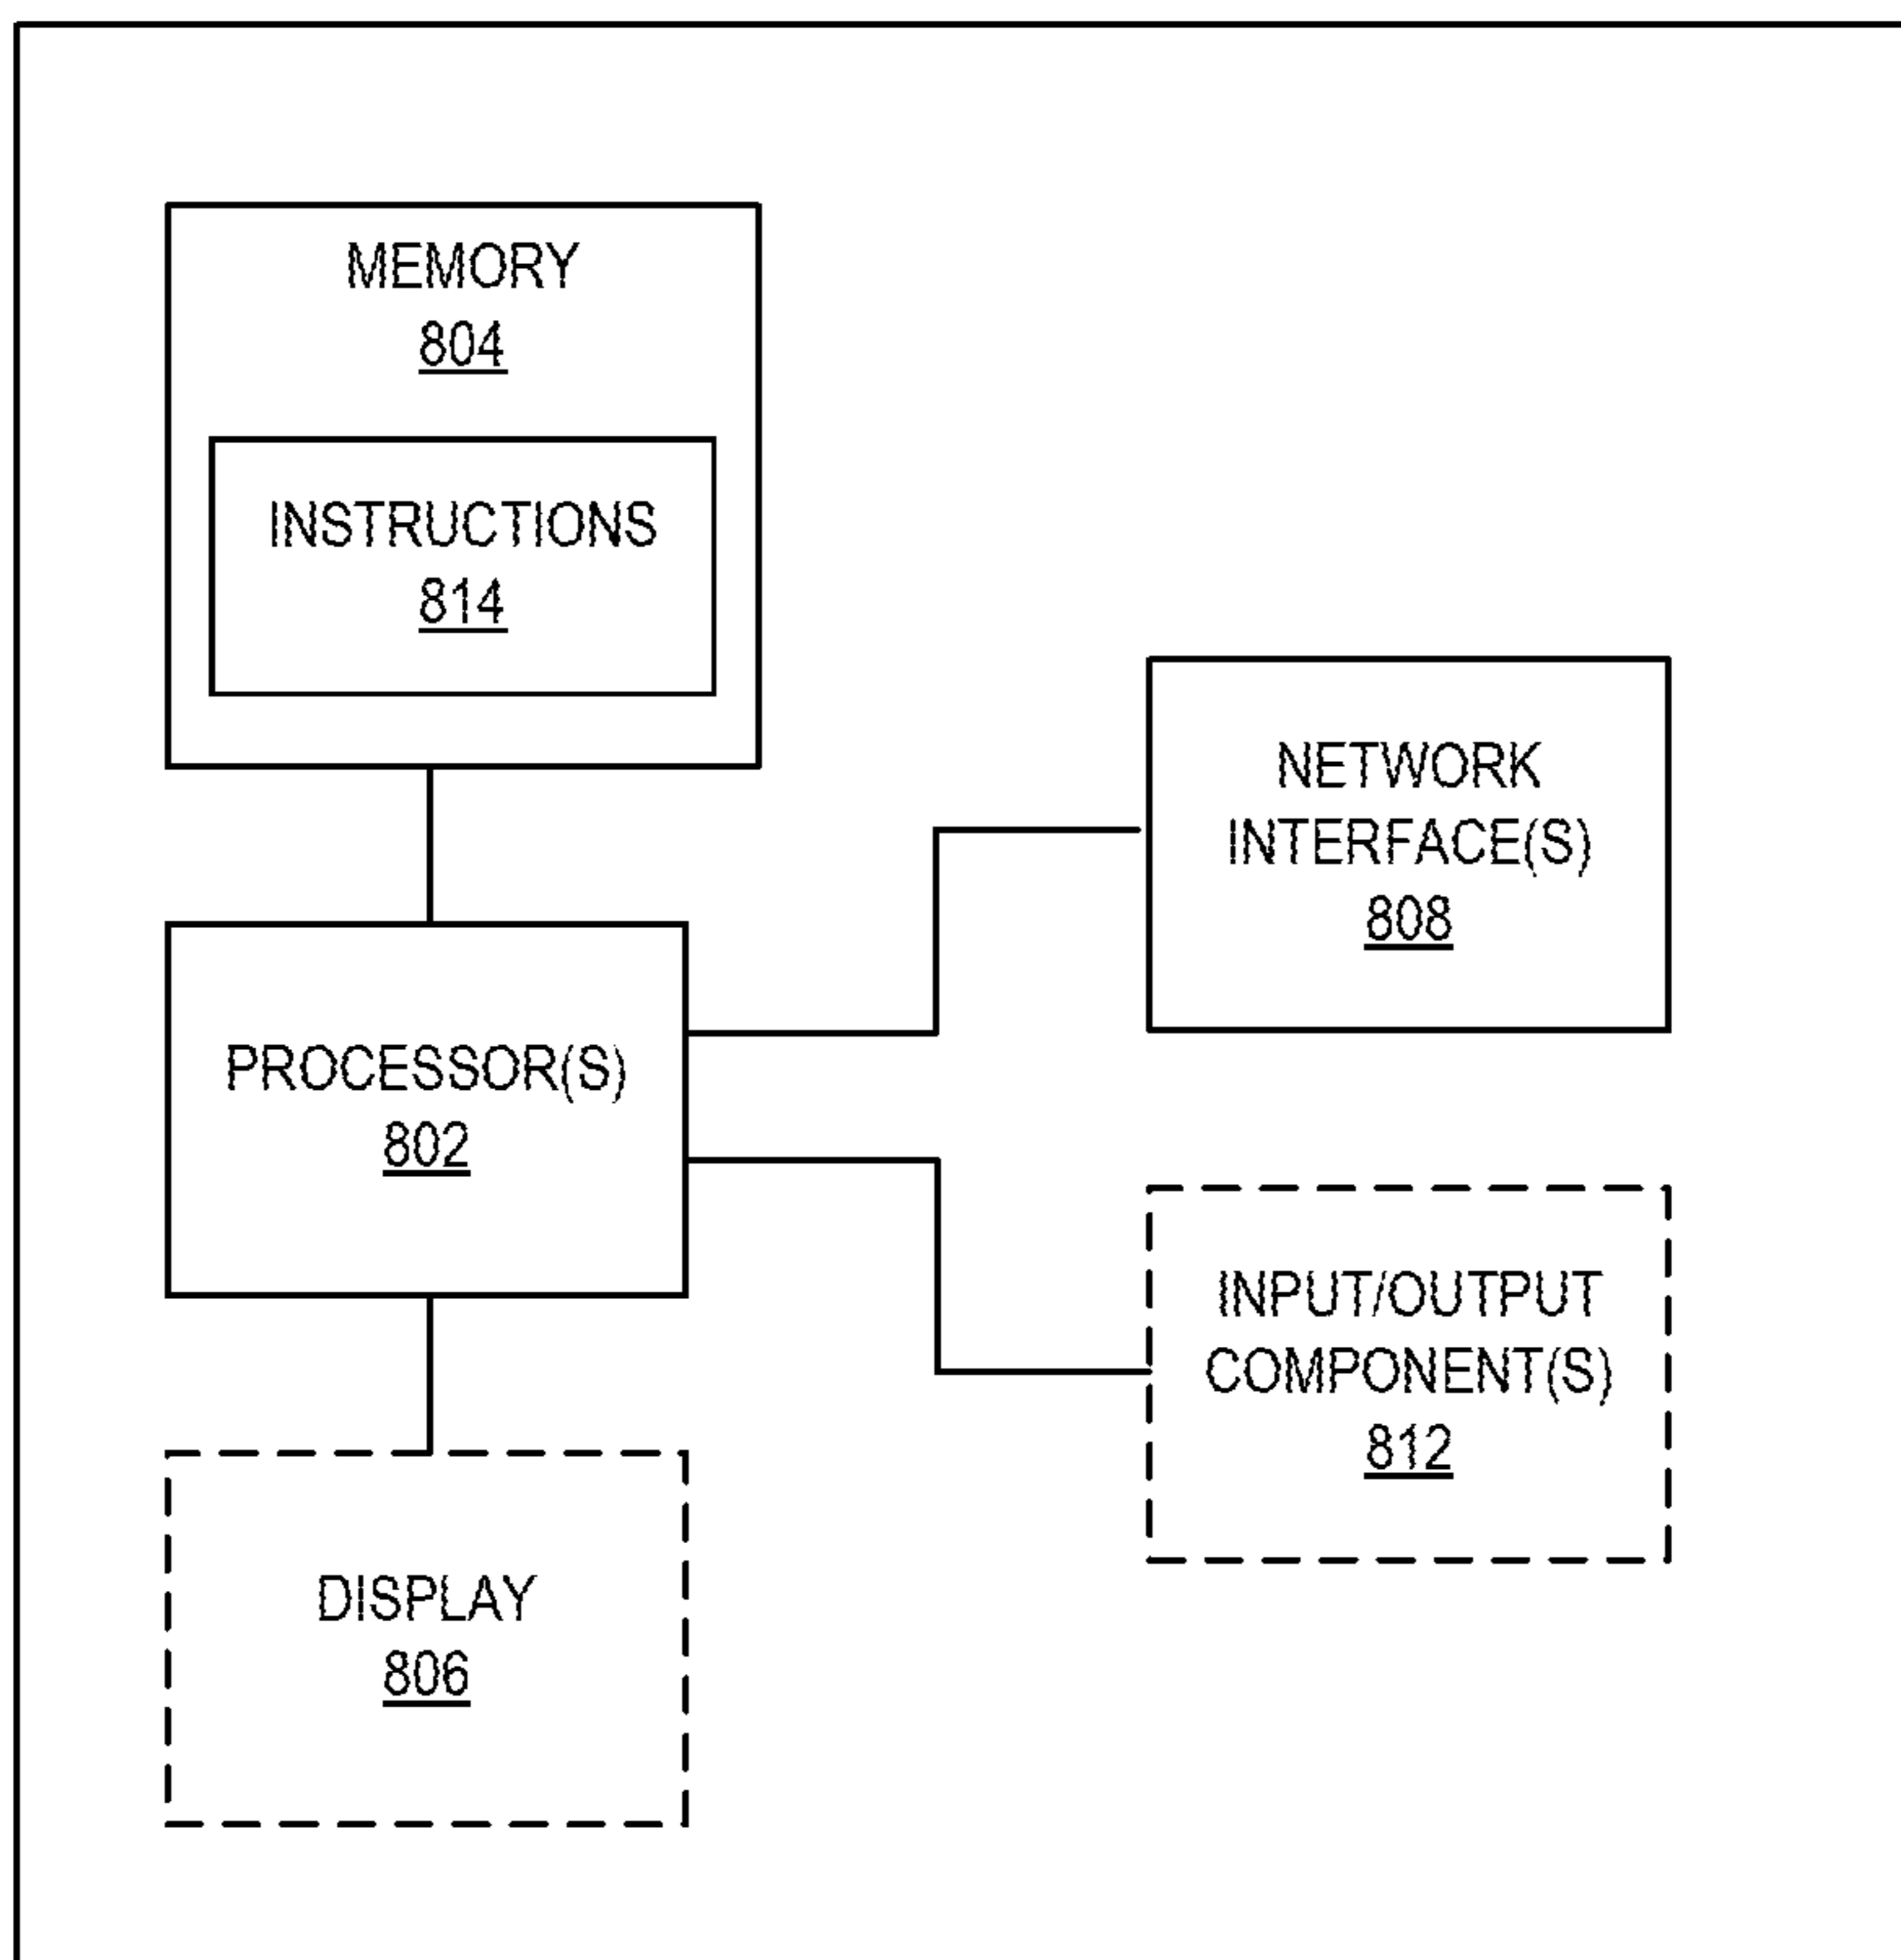 MEMORY
804
INSTRUCTIONS
814
NETWORK
INTERFACE(S)
808
PROCESSOR(S)
802
INPUT/OUTPUT
COMPONENT(S)
812
DISPLAY
806